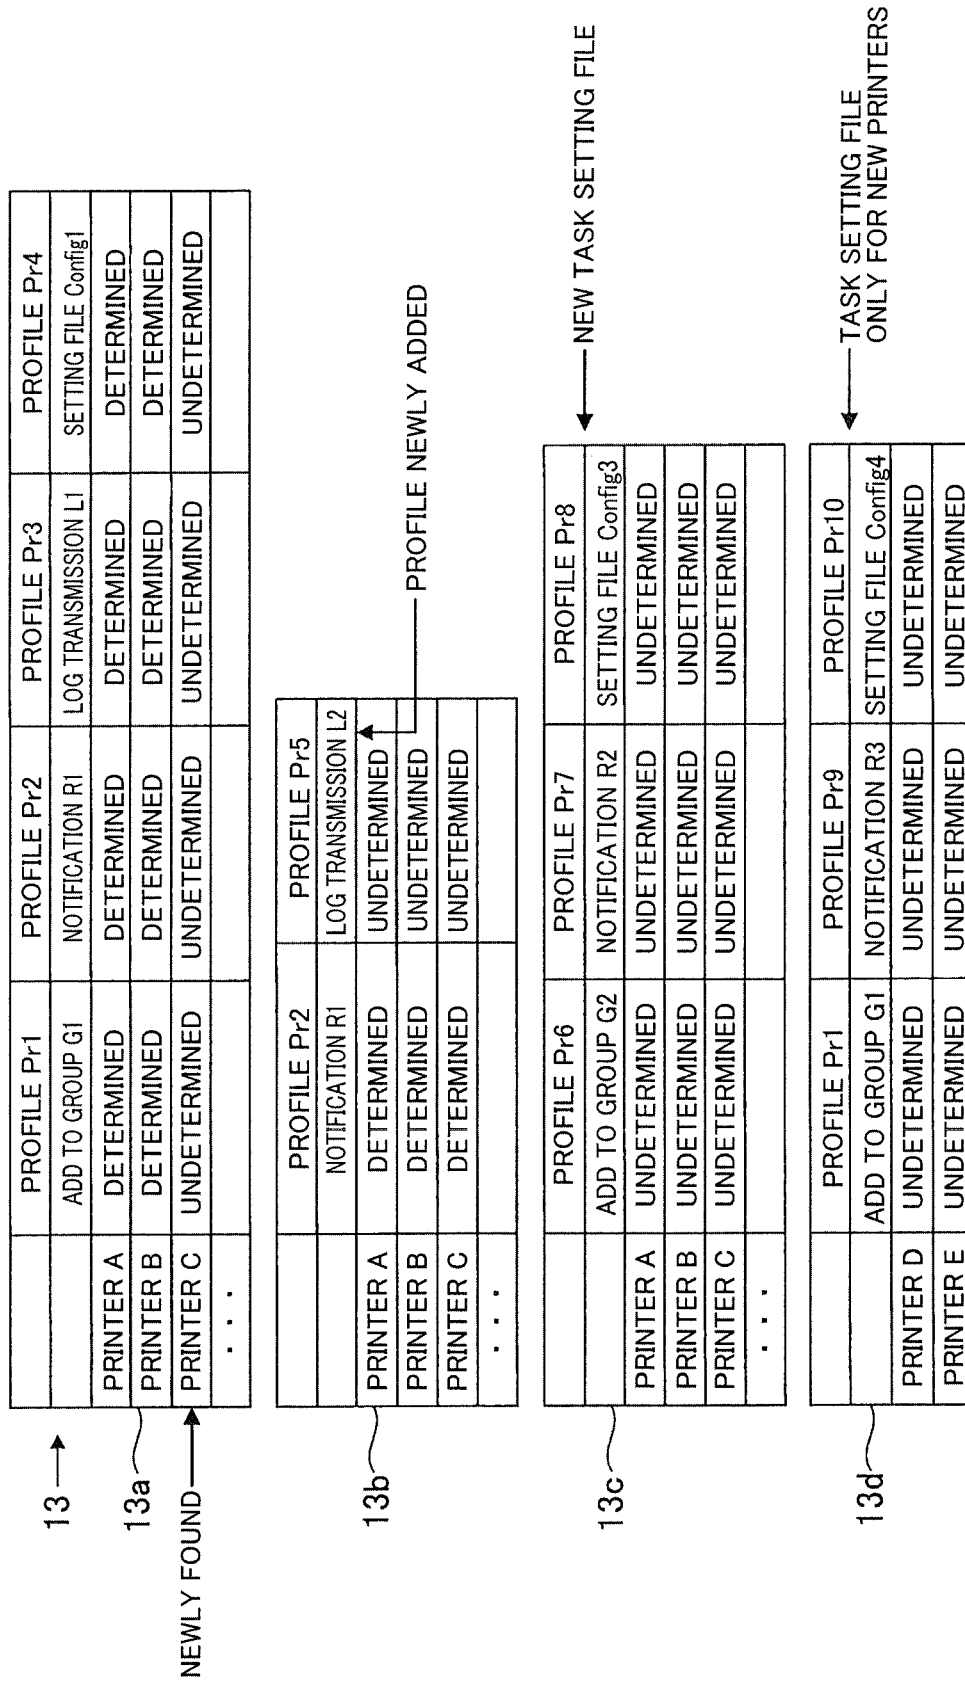 13
13a
NEWLY FOUND
PROFILE Pr1 PROFILE Pr2 PROFILE Pr3 PROFILE Pr4
ADD TO GROUP G1 NOTIFICATION R1 LOG TRANSMISSION L1 SETTING FILE Config1
PRINTER A DETERMINED DETERMINED DETERMINED DETERMINED
PRINTER B DETERMINED DETERMINED DETERMINED DETERMINED
PRINTER C UNDETERMINED UNDETERMINED UNDETERMINED UNDETERMINED
. . .
13b
PROFILE Pr2 PROFILE Pr5
NOTIFICATION R1 LOG TRANSMISSION L2
PRINTER A DETERMINED UNDETERMINED
PRINTER B DETERMINED UNDETERMINED
PRINTER C DETERMINED UNDETERMINED
. . .
PROFILE NEWLY ADDED
13c
PROFILE Pr6 PROFILE Pr7 PROFILE Pr8
ADD TO GROUP G2 NOTIFICATION R2 SETTING FILE Config3
PRINTER A UNDETERMINED UNDETERMINED UNDETERMINED
PRINTER B UNDETERMINED UNDETERMINED UNDETERMINED
PRINTER C UNDETERMINED UNDETERMINED UNDETERMINED
. . .
NEW TASK SETTING FILE
13d
PROFILE Pr1 PROFILE Pr9 PROFILE Pr10
ADD TO GROUP G1 NOTIFICATION R3 SETTING FILE Config4
PRINTER D UNDETERMINED UNDETERMINED UNDETERMINED
PRINTER E UNDETERMINED UNDETERMINED UNDETERMINED
TASK SETTING FILE
ONLY FOR NEW PRINTERS